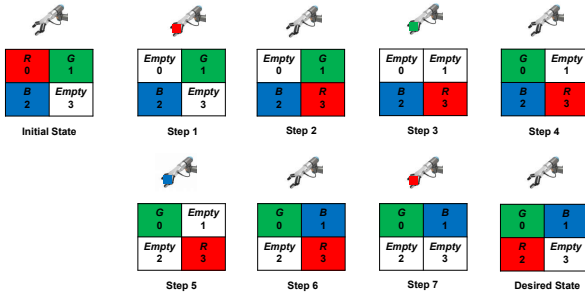 R G
0 1
B Empty
2 3
Initial State
Empty G
0 1
B Empty
2 3
Step 1
Empty G
0 1
B R
2 3
Step 2
Empty Empty
0 1
B R
2 3
Step 3
G Empty
0 1
B R
2 3
Step 4
G Empty
0 1
Empty R
2 3
Step 5
G B
0 1
Empty R
2 3
Step 6
G B
0 1
Empty Empty
2 3
Step 7
G B
0 1
R Empty
2 3
Desired State